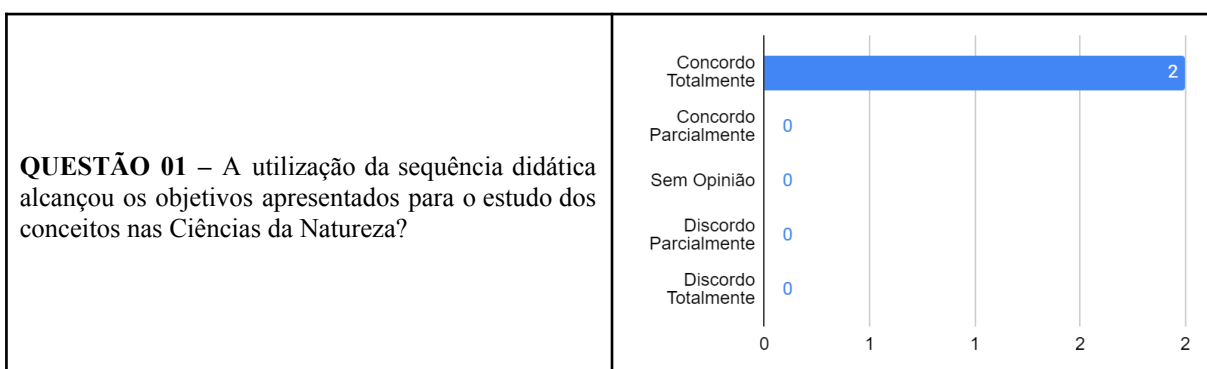 QUESTÃO 01 – A utilização da sequência didática
alcançou os objetivos apresentados para o estudo dos
conceitos nas Ciências da Natureza?
Concordo
Totalmente
2
Concordo
Parcialmente
0
Sem Opinião
0
Discordo
Parcialmente
0
Discordo
Totalmente
0
0 1 1 2 2